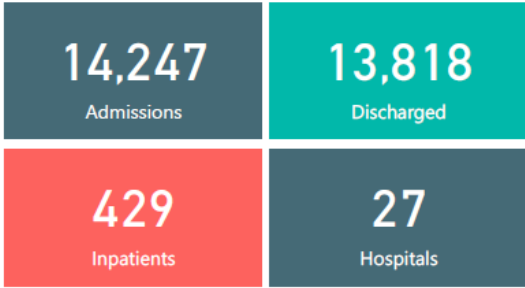 14,247
Admissions
13,818
Discharged
429
Inpatients
27
Hospitals